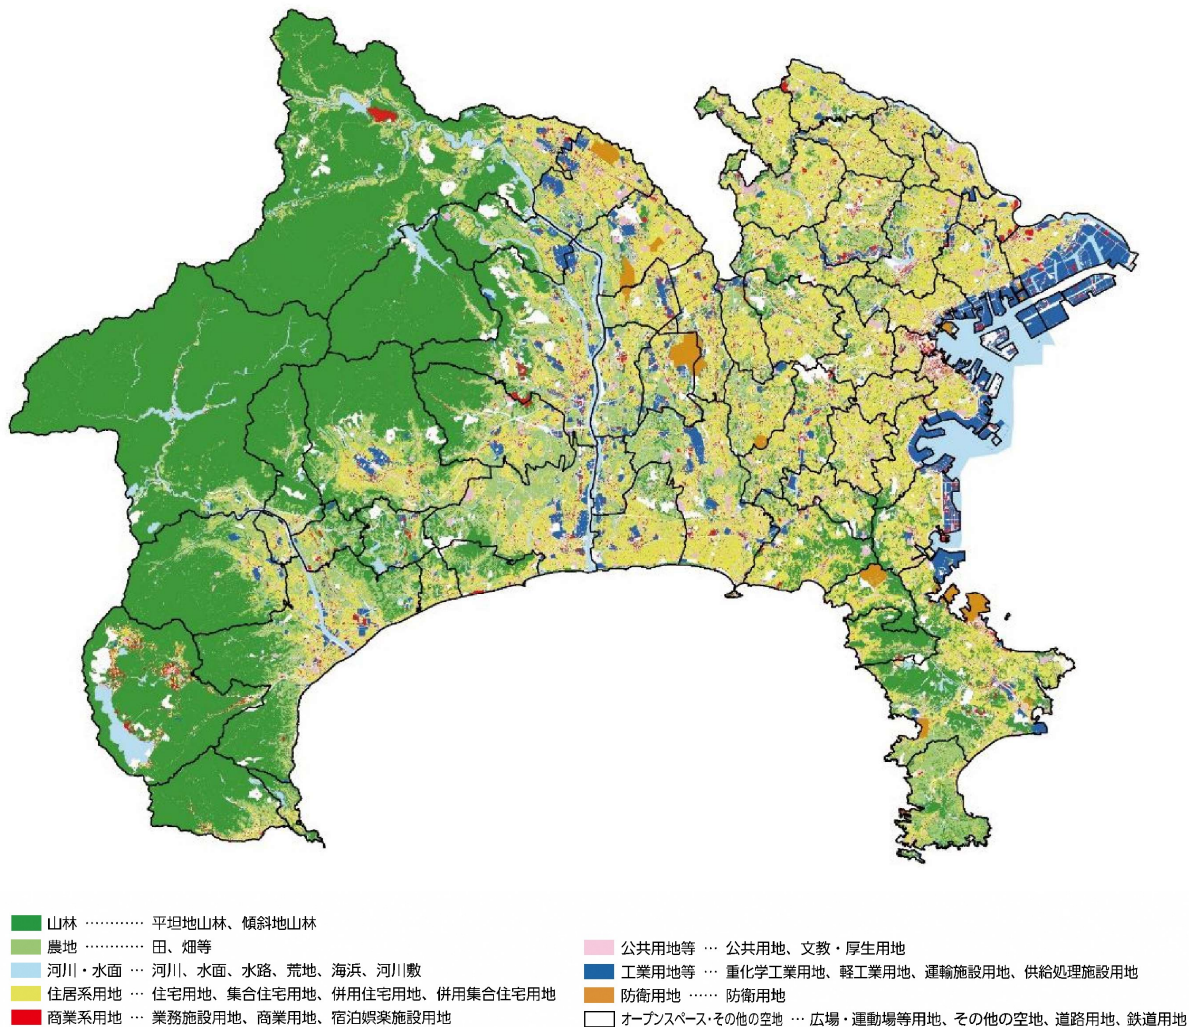 山林 ………… 平坦地山林、傾斜地山林
農地 ………… 田、畑等
河川・水面 … 河川、水面、水路、荒地、海浜、河川敷
住居系用地 … 住宅用地、集合住宅用地、併用住宅用地、併用集合住宅用地
商業系用地 … 業務施設用地、商業用地、宿泊娯楽施設用地
公共用地等 … 公共用地、文教・厚生用地
工業用地等 … 重化学工業用地、軽工業用地、運輸施設用地、供給処理施設用地
防衛用地 …… 防衛用地
オープンスペース・その他の空地 … 広場・運動場等用地、その他の空地、道路用地、鉄道用地